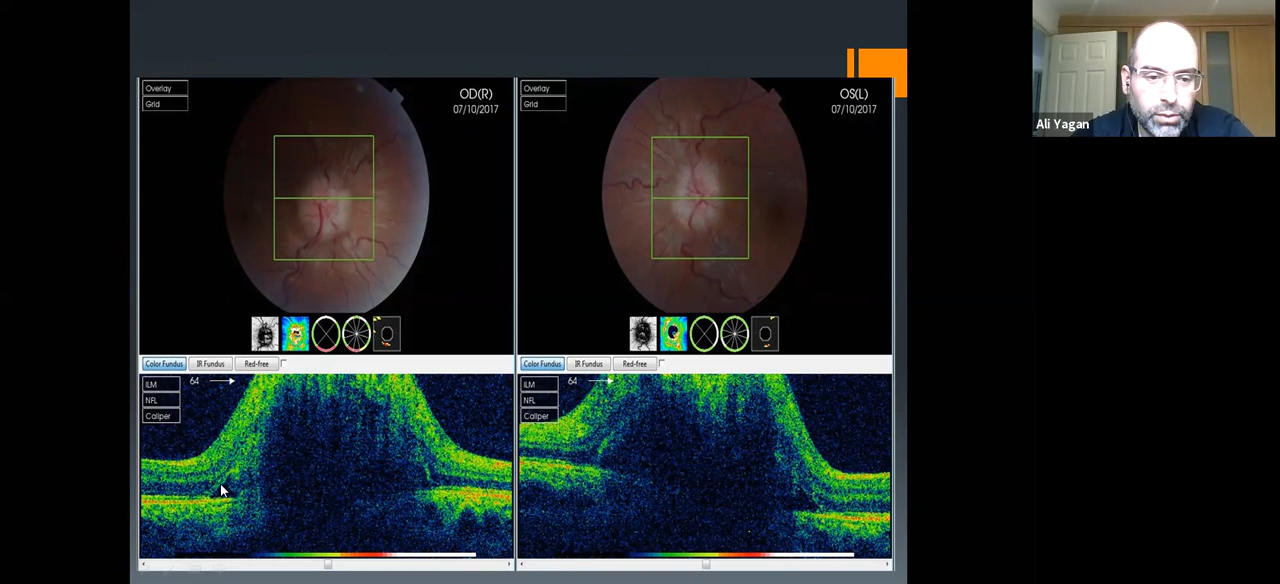 Overlay
Grid
OD(R)
07/10/2017
Overlay
Grid
OS(L)
07/10/2017
Ali Yagan
Color Fundus
IR Fundus
Red-free
Color Fundus
IR Fundus
Red-free
ILM
NFL
Caliper
64
ILM
NFL
Caliper
64